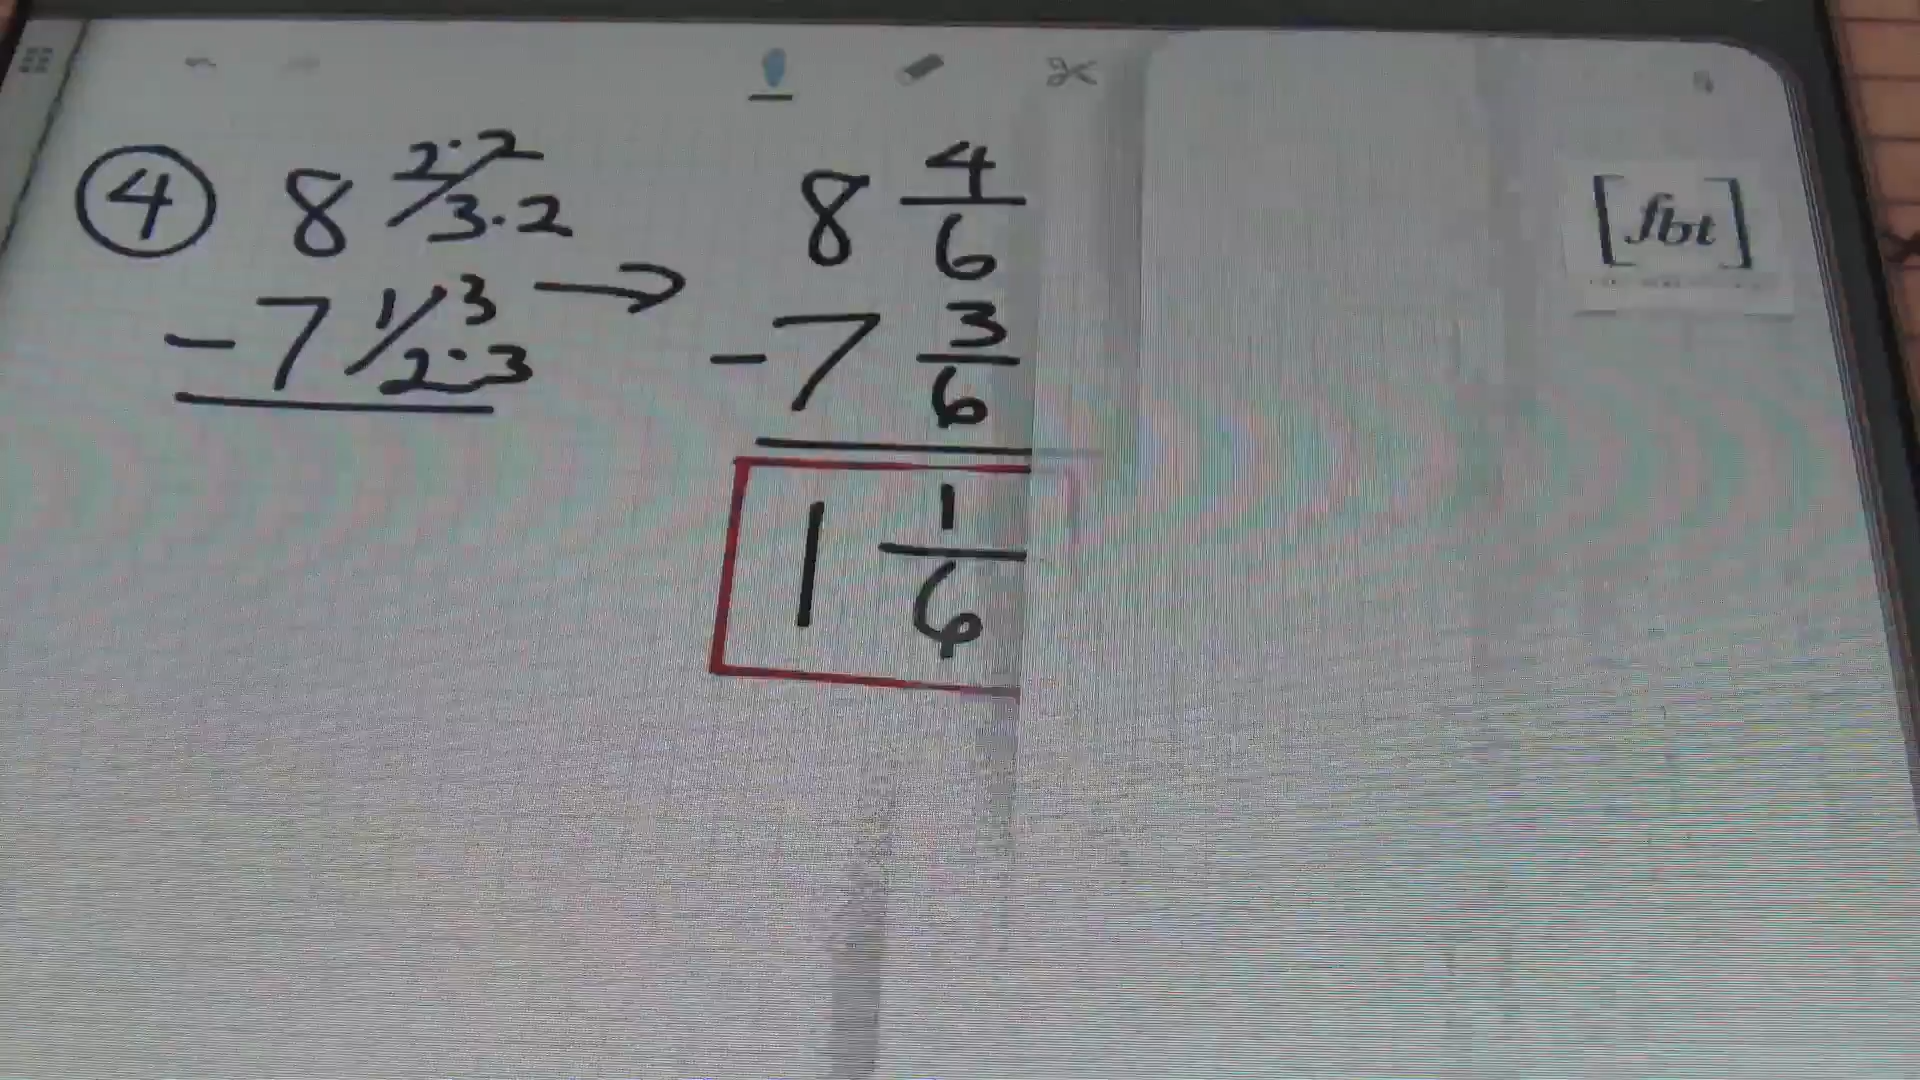 ④ 8 2·2/3·2 → 8 4/6
- 7 1·3/2·3 - 7 3/6
1 1/6
[fbt]